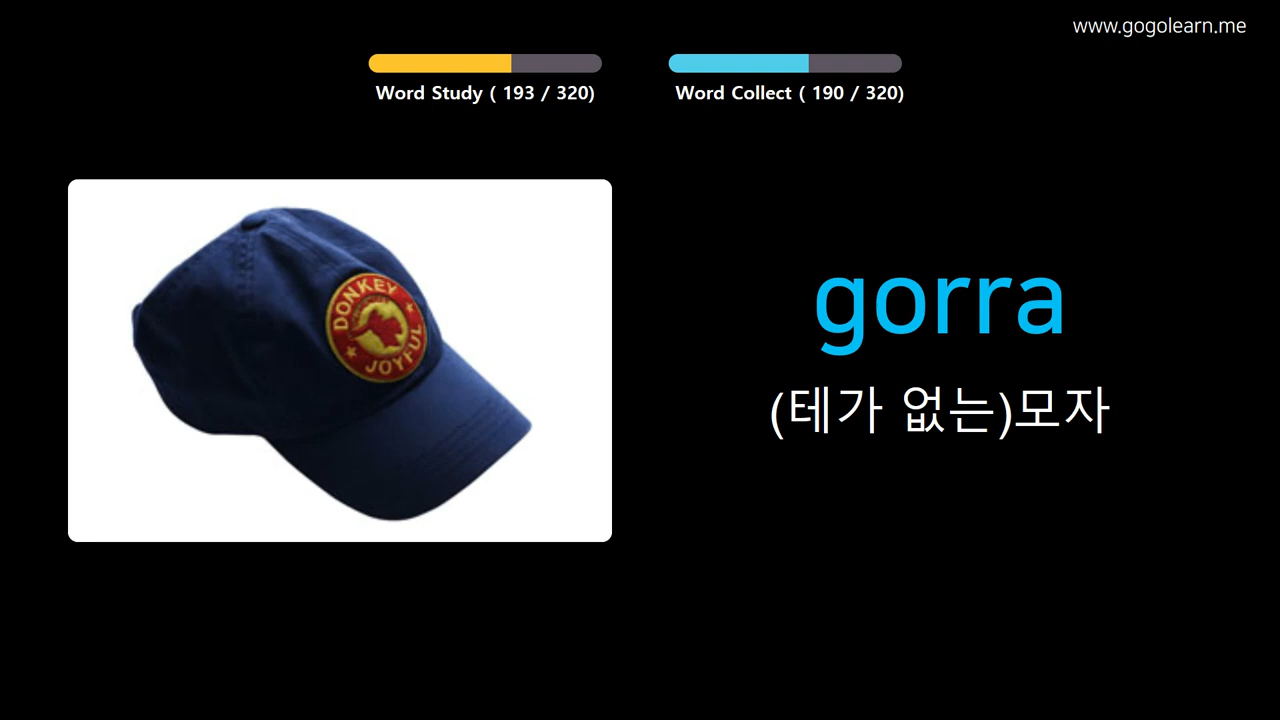 www.gogolearn.me
Word Study ( 193 / 320)
Word Collect ( 190 / 320)
DONKEY
JOYFUL
gorra
(테가 없는)모자